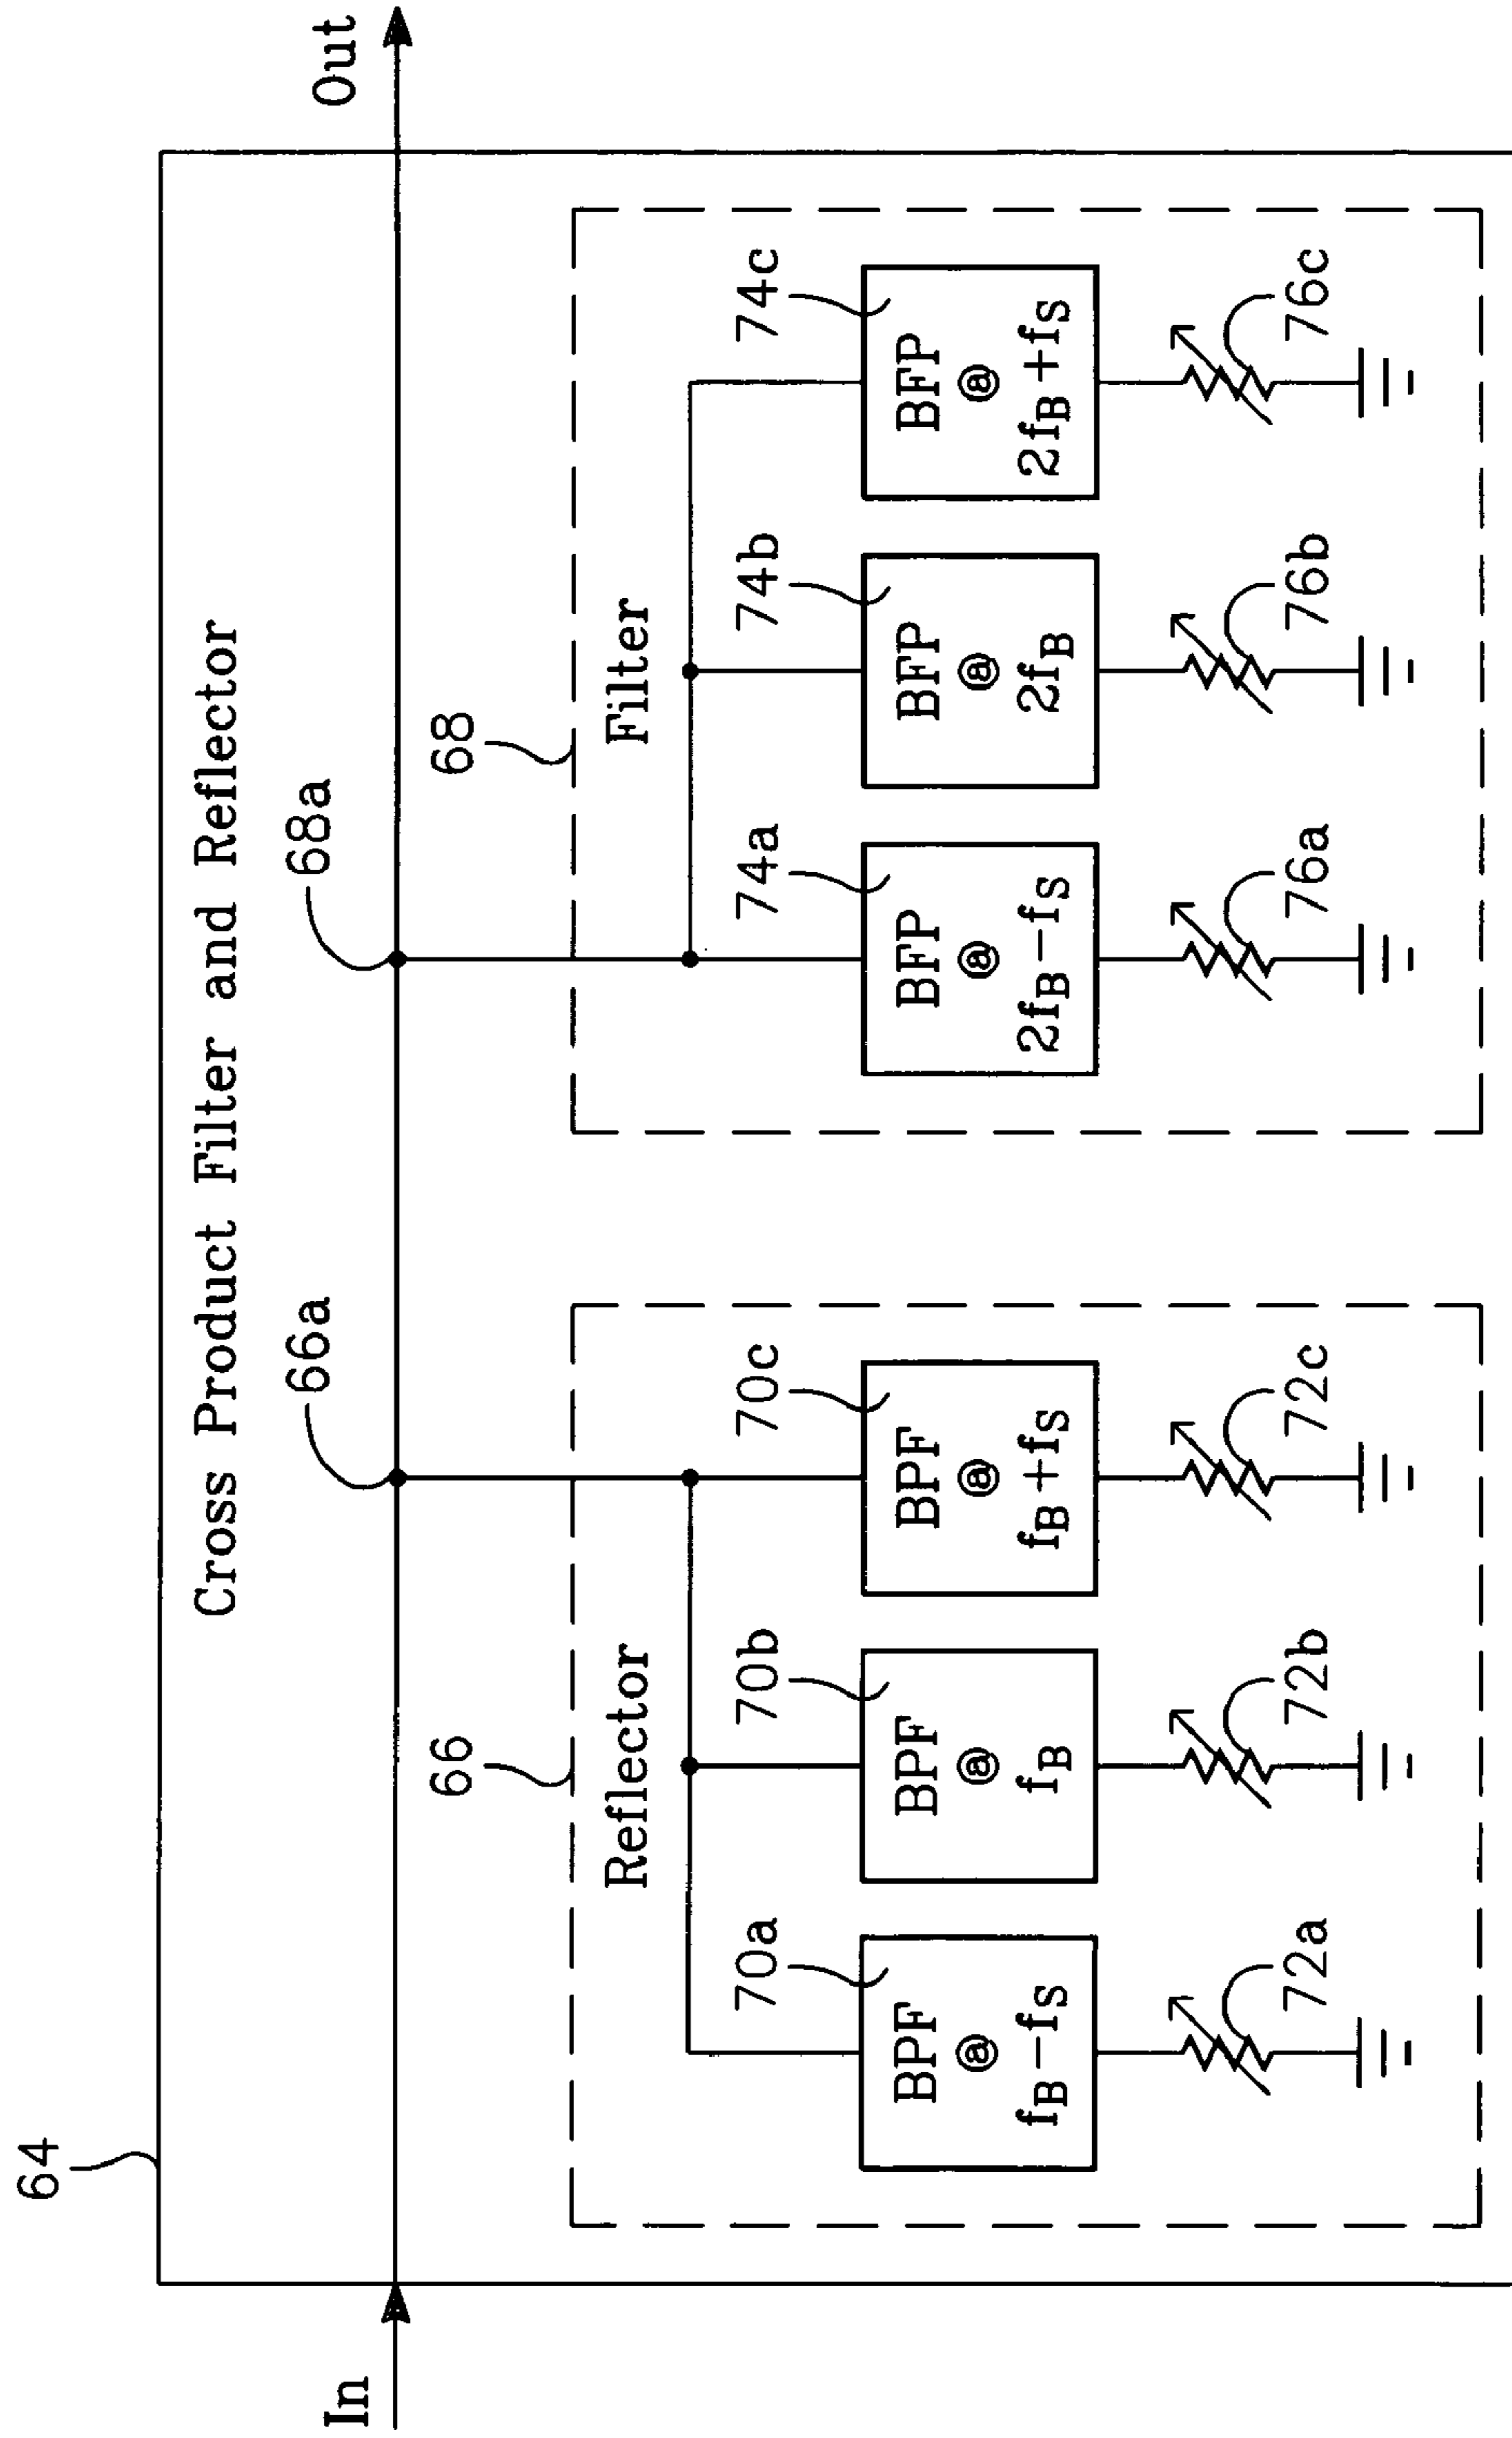 64
Cross Product Filter and Reflector
In
66a
68a
Out
66
68
Reflector
Filter
70a
70b
70c
74a
74b
74c
BPF
@
fB−fS
BPF
@
fB
BPF
@
fB+fS
BFP
@
2fB−fS
BFP
@
2fB
BFP
@
2fB+fS
72a
72b
72c
76a
76b
76c